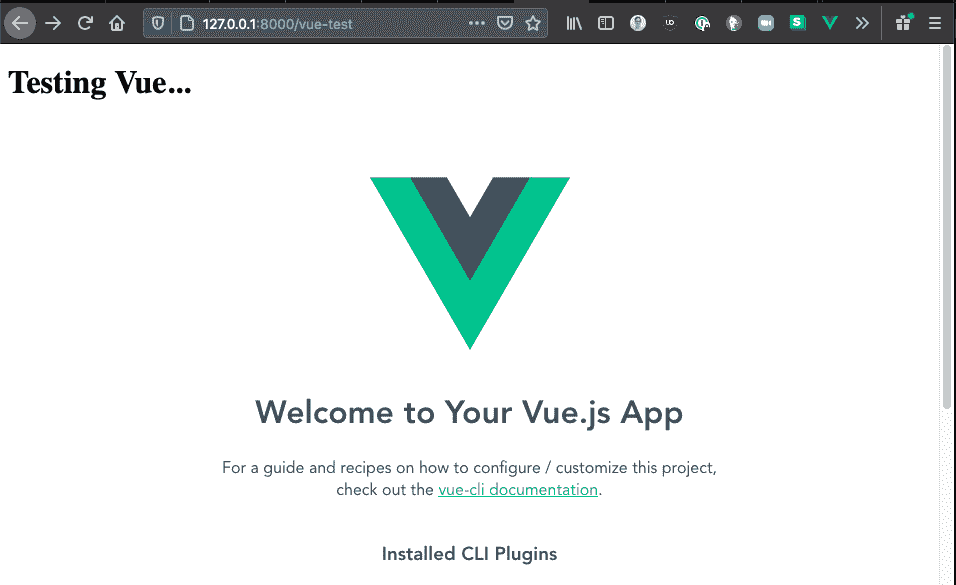 127.0.0.1:8000/vue-test
Testing Vue...
Welcome to Your Vue.js App
For a guide and recipes on how to configure / customize this project,
check out the vue-cli documentation.
Installed CLI Plugins